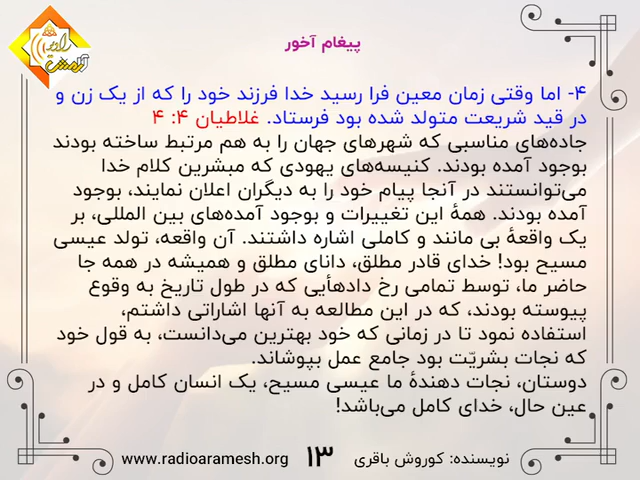 رادیو
آرامش
پیغام آخور
۴- اما وقتی زمان معین فرا رسید خدا فرزند خود را که از یک زن و
در قید شریعت متولد شده بود فرستاد. غلاطیان ۴: ۴
جاده‌های مناسبی که شهرهای جهان را به هم مرتبط ساخته بودند
بوجود آمده بودند. کنیسه‌های یهودی که مبشرین کلام خدا
می‌توانستند در آنجا پیام خود را به دیگران اعلان نمایند، بوجود
آمده بودند. همۀ این تغییرات و بوجود آمده‌های بین المللی، بر
یک واقعۀ بی مانند و کاملی اشاره داشتند. آن واقعه، تولد عیسی
مسیح بود! خدای قادر مطلق، دانای مطلق و همیشه در همه جا
حاضر ما، توسط تمامی رخ دادهأیی که در طول تاریخ به وقوع
پیوسته بودند، که در این مطالعه به آنها اشاراتی داشتم،
استفاده نمود تا در زمانی که خود بهترین می‌دانست، به قول خود
که نجات بشریّت بود جامع عمل بپوشاند.
دوستان، نجات دهندۀ ما عیسی مسیح، یک انسان کامل و در
عین حال، خدای کامل می‌باشد!
نویسنده: کوروش باقری ۱۳ www.radioaramesh.org